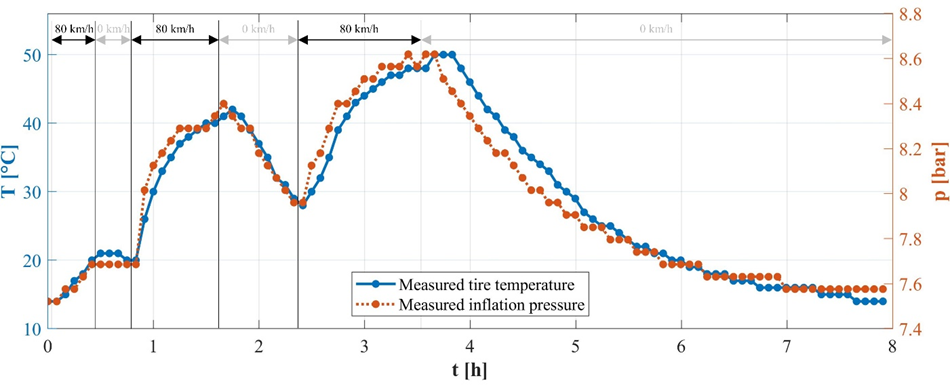 80 km/h 0 km/h 80 km/h 0 km/h 80 km/h 0 km/h
T [°C]
50
40
30
20
10
8.8
8.6
8.4
8.2
8
7.8
7.6
7.4
p [bar]
Measured tire temperature
Measured inflation pressure
0 1 2 3 4 5 6 7 8
t [h]